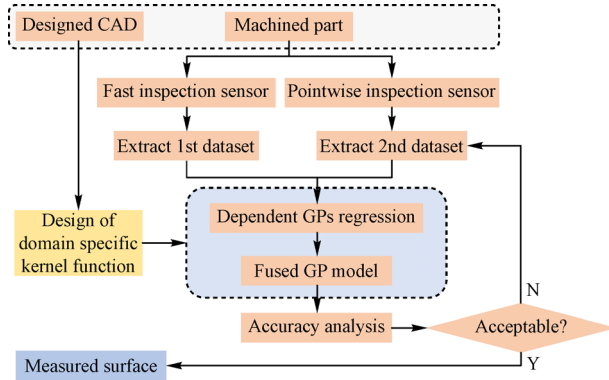 Designed CAD
Machined part
Fast inspection sensor
Pointwise inspection sensor
Extract 1st dataset
Extract 2nd dataset
Design of
domain specific
kernel function
Dependent GPs regression
Fused GP model
Accuracy analysis
Acceptable?
N
Y
Measured surface